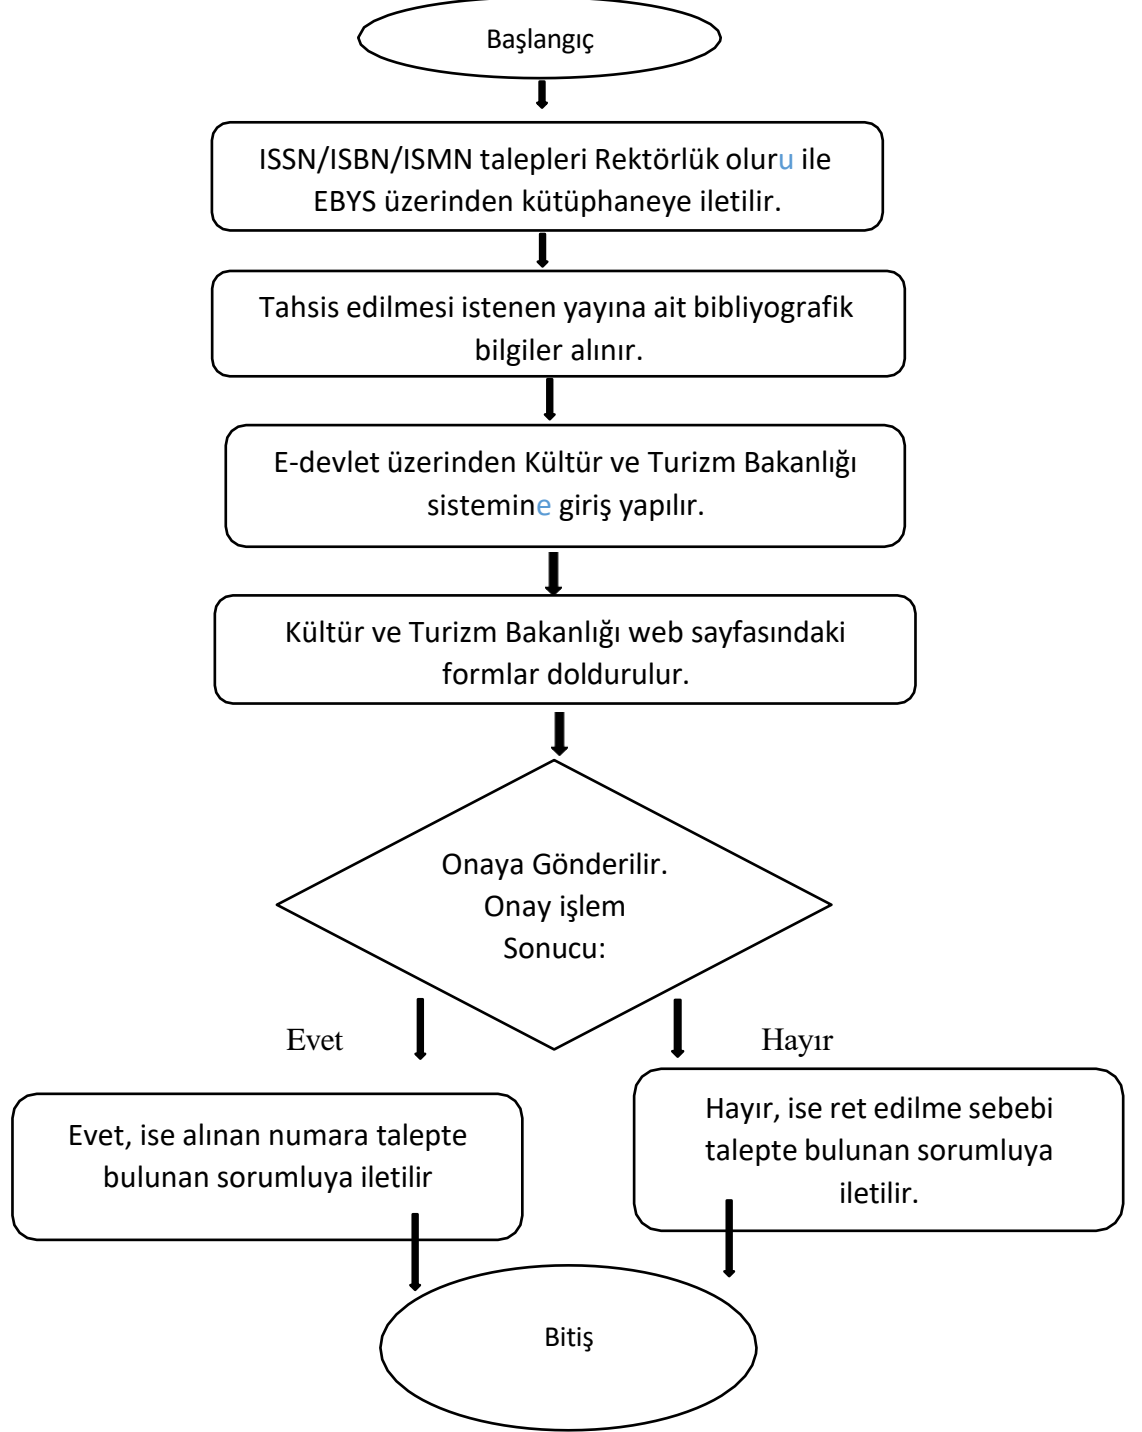 Başlangıç
ISSN/ISBN/ISMN talepleri Rektörlük oluru ile
EBYS üzerinden kütüphaneye iletilir.
Tahsis edilmesi istenen yayına ait bibliyografik
bilgiler alınır.
E-devlet üzerinden Kültür ve Turizm Bakanlığı
sistemine giriş yapılır.
Kültür ve Turizm Bakanlığı web sayfasındaki
formlar doldurulur.
Onaya Gönderilir.
Onay işlem
Sonucu:
Evet
Hayır
Evet, ise alınan numara talepte
bulunan sorumluya iletilir
Hayır, ise ret edilme sebebi
talepte bulunan sorumluya
iletilir.
Bitiş